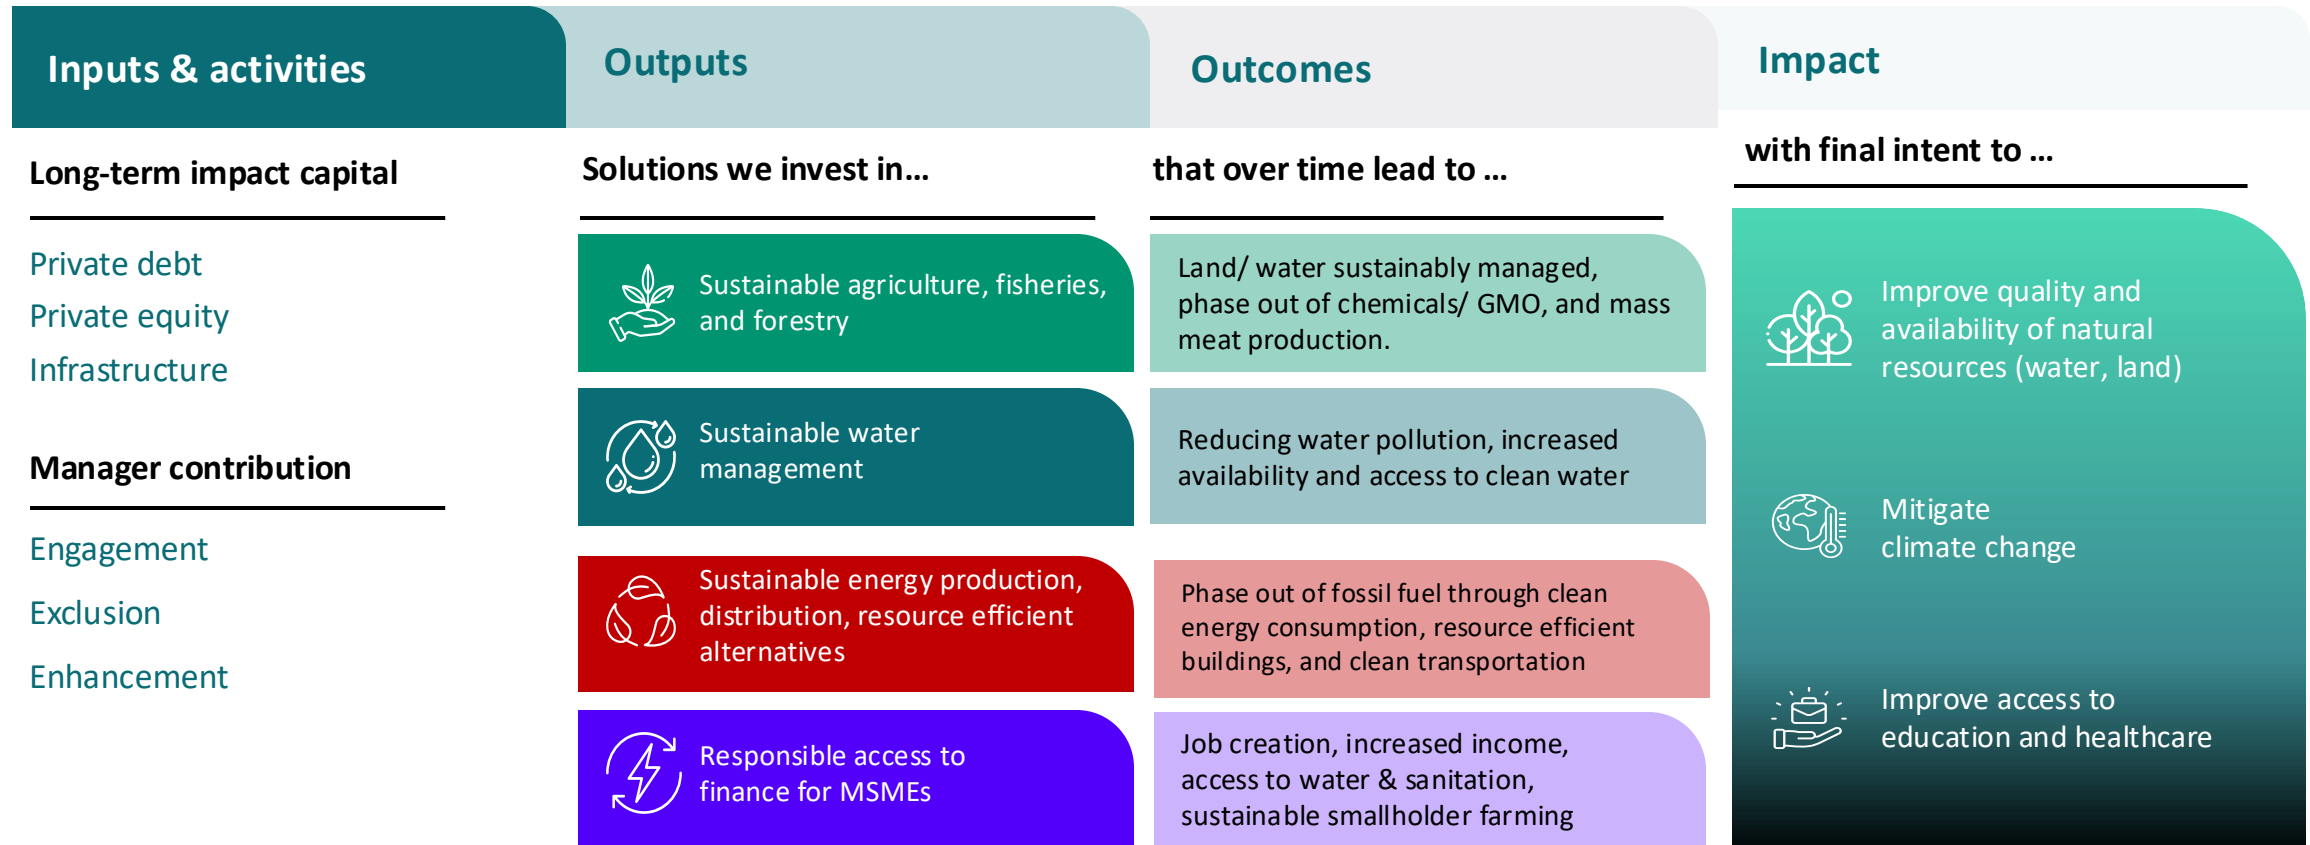 Inputs & activities
Long-term impact capital
Private debt
Private equity
Infrastructure
Manager contribution
Engagement
Exclusion
Enhancement
Outputs
Solutions we invest in...
Sustainable agriculture, fisheries,
and forestry
Sustainable water
management
Sustainable energy production,
distribution, resource efficient
alternatives
Responsible access to
finance for MSMEs
Outcomes
that over time lead to ...
Land/ water sustainably managed,
phase out of chemicals/ GMO, and mass
meat production.
Reducing water pollution, increased
availability and access to clean water
Phase out of fossil fuel through clean
energy consumption, resource efficient
buildings, and clean transportation
Job creation, increased income,
access to water & sanitation,
sustainable smallholder farming
Impact
with final intent to ...
Improve quality and
availability of natural
resources (water, land)
Mitigate
climate change
Improve access to
education and healthcare